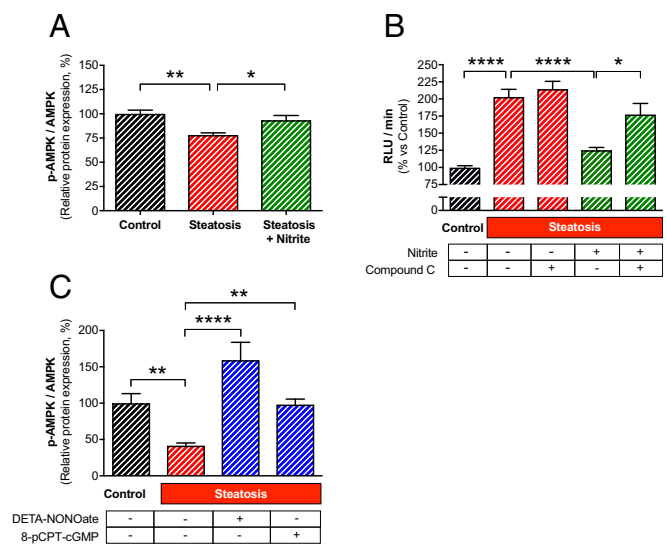 A
p-AMPK / AMPK
(Relative protein expression, %)
150
125
100
75
50
25
0
**
*
Control
Steatosis
Steatosis
+ Nitrite
B
RLU / min
(% vs Control)
250
225
200
175
150
125
100
75
0
****
****
*
Control
Steatosis
Nitrite - - - + +
Compound C - - + - +
C
p-AMPK / AMPK
(Relative protein expression, %)
200
150
100
50
0
**
****
**
Control
Steatosis
DETA-NONOate - - + -
8-pCPT-cGMP - - - +